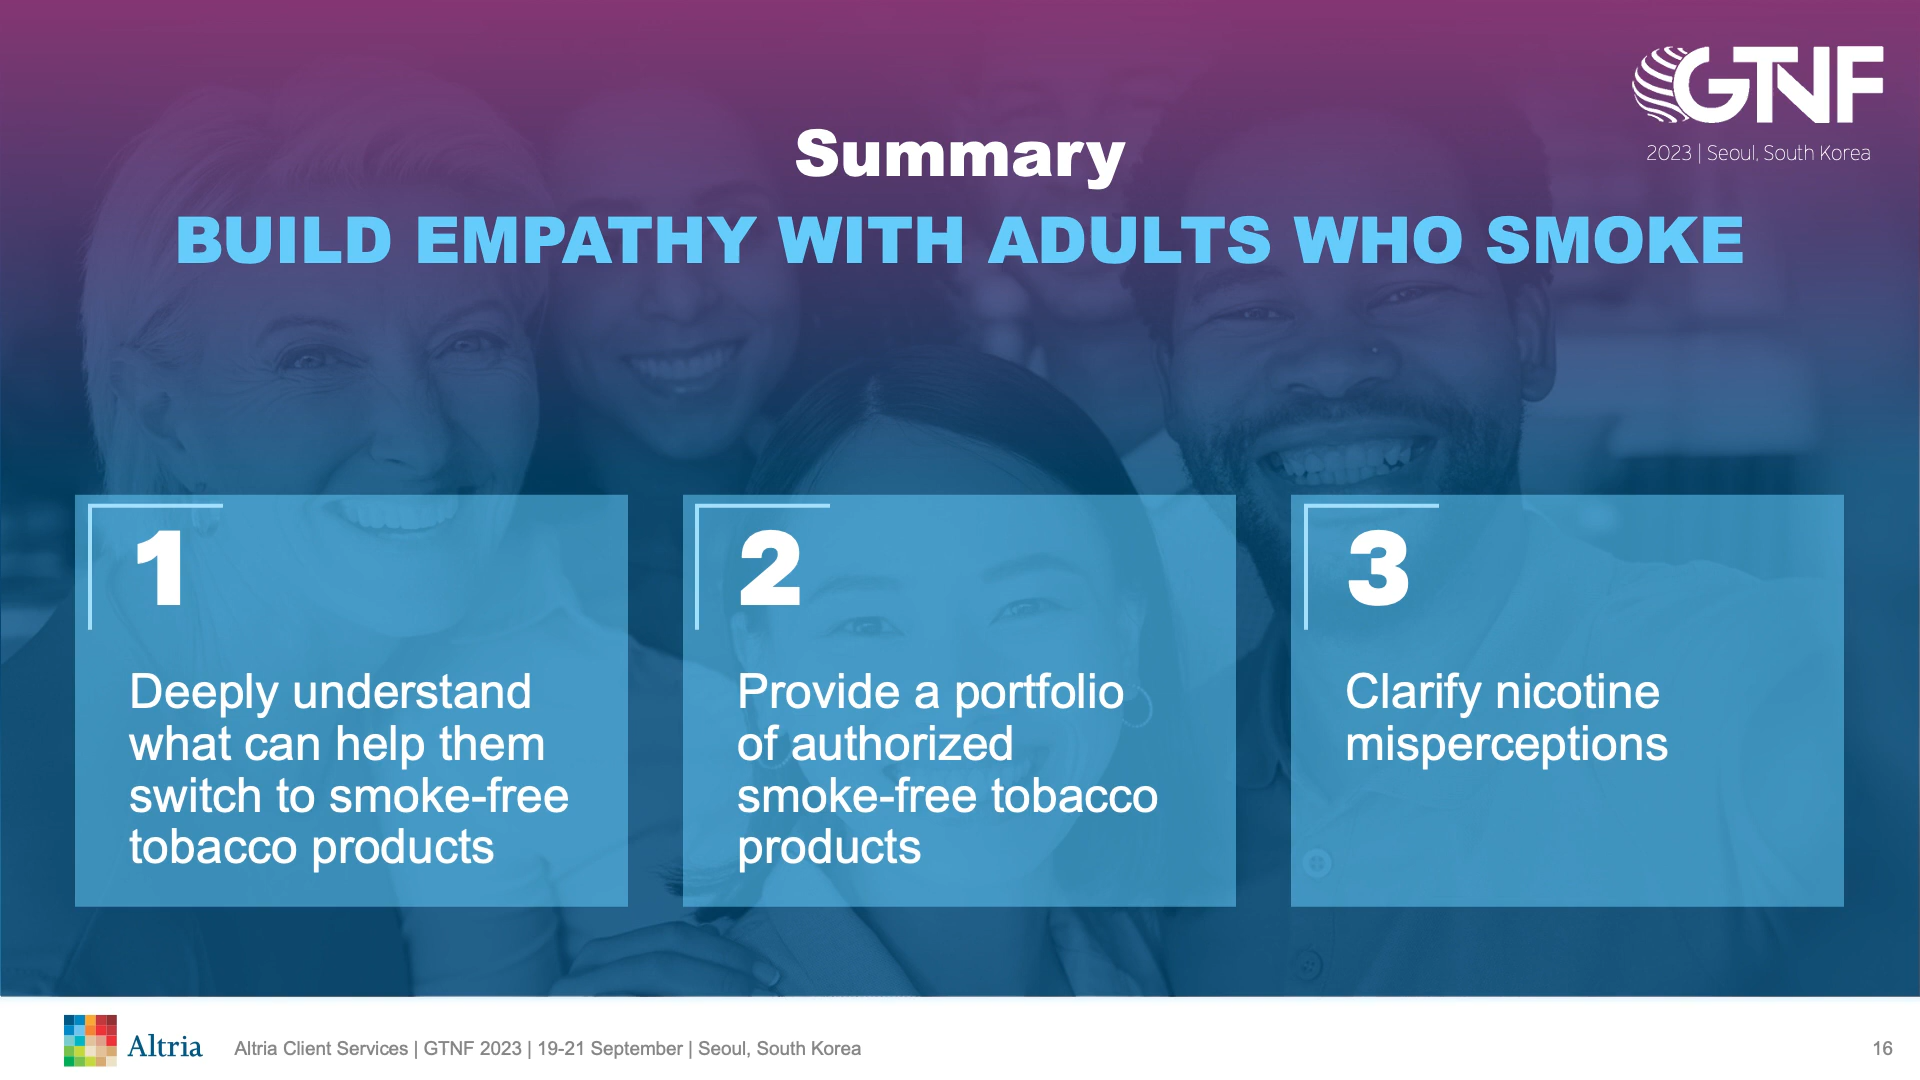 GTNF
2023 | Seoul, South Korea
Summary
BUILD EMPATHY WITH ADULTS WHO SMOKE
1
Deeply understand
what can help them
switch to smoke-free
tobacco products
2
Provide a portfolio
of authorized
smoke-free tobacco
products
3
Clarify nicotine
misperceptions
Altria
Altria Client Services | GTNF 2023 | 19-21 September | Seoul, South Korea
16